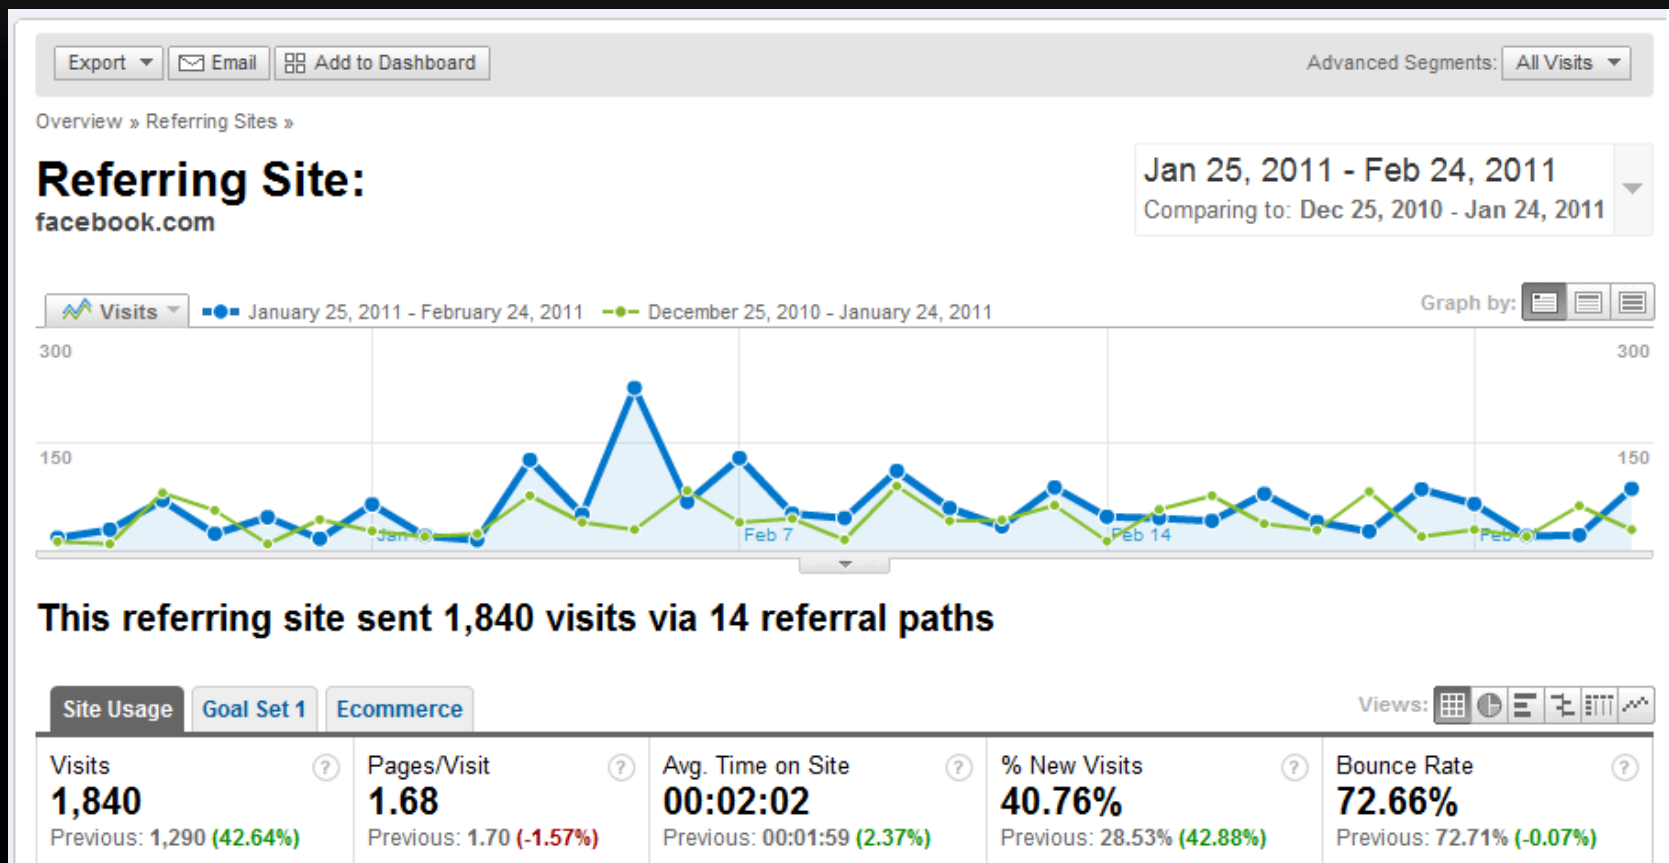 Export Email Add to Dashboard Advanced Segments: All Visits
Overview » Referring Sites »
Referring Site:
facebook.com
Jan 25, 2011 - Feb 24, 2011
Comparing to: Dec 25, 2010 - Jan 24, 2011
Visits January 25, 2011 - February 24, 2011 December 25, 2010 - January 24, 2011 Graph by:
300 300
150 150
Jan Feb 7 Feb 14 Feb
This referring site sent 1,840 visits via 14 referral paths
Site Usage Goal Set 1 Ecommerce Views:
Visits ? Pages/Visit ? Avg. Time on Site ? % New Visits ? Bounce Rate ?
1,840 1.68 00:02:02 40.76% 72.66%
Previous: 1,290 (42.64%) Previous: 1.70 (-1.57%) Previous: 00:01:59 (2.37%) Previous: 28.53% (42.88%) Previous: 72.71% (-0.07%)